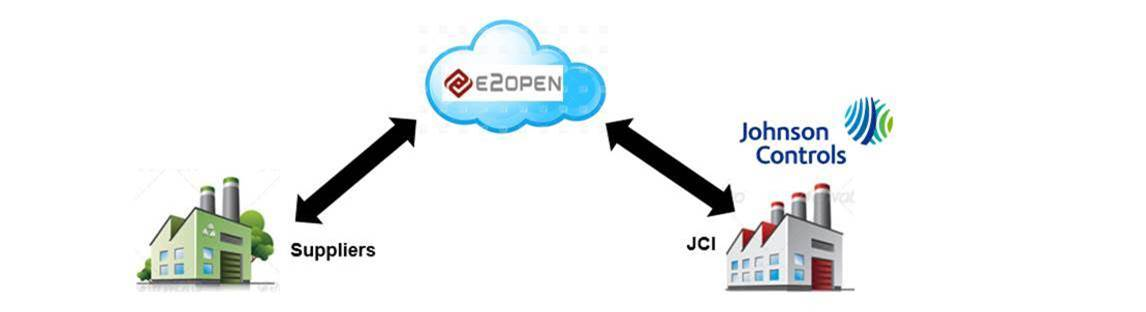 E2OPEN
Johnson
Controls
Suppliers
JCI